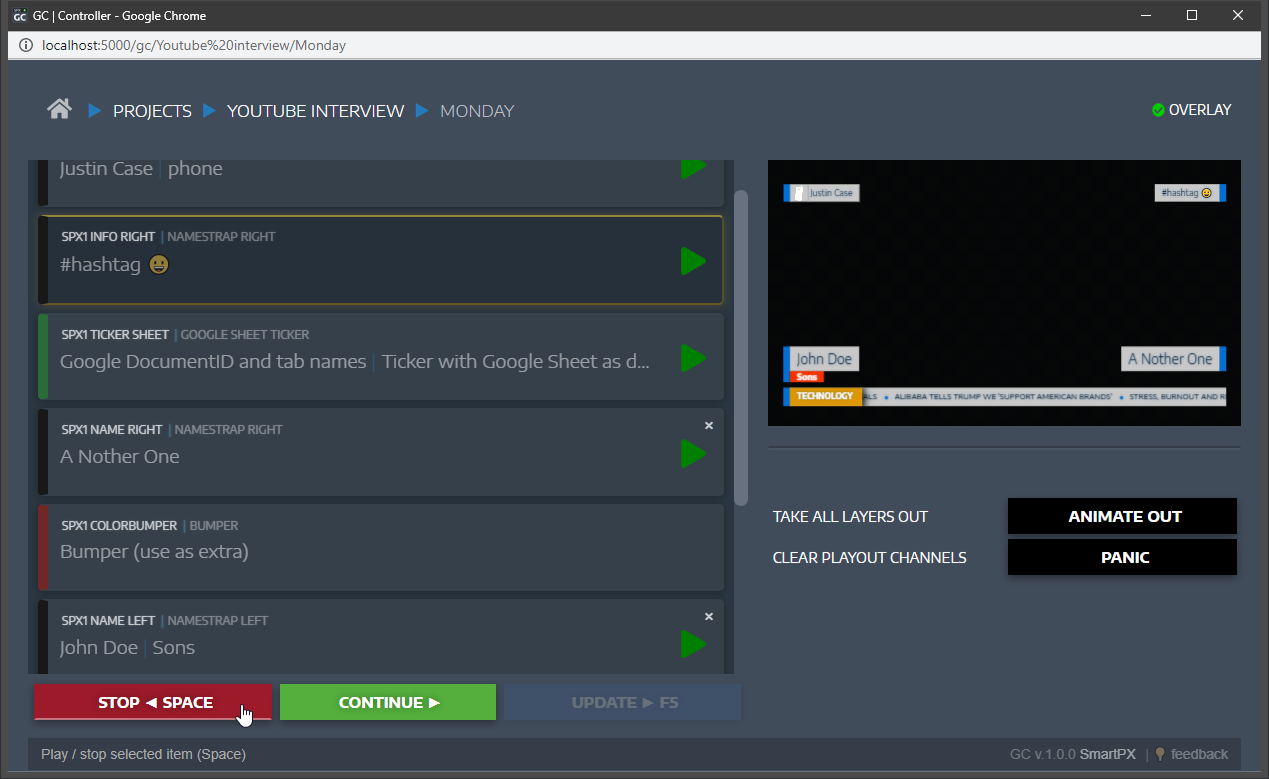 GC | Controller - Google Chrome
localhost:5000/gc/Youtube%20interview/Monday
PROJECTS YOUTUBE INTERVIEW MONDAY
OVERLAY
Justin Case | phone
SPX1 INFO RIGHT | NAMESTRAP RIGHT
#hashtag 😀
SPX1 TICKER SHEET | GOOGLE SHEET TICKER
Google DocumentID and tab names | Ticker with Google Sheet as d...
SPX1 NAME RIGHT | NAMESTRAP RIGHT
A Nother One
SPX1 COLORBUMPER | BUMPER
Bumper (use as extra)
SPX1 NAME LEFT | NAMESTRAP LEFT
John Doe | Sons
STOP ◄ SPACE
CONTINUE ►
UPDATE ► F5
Justin Case
#hashtag 😀
John Doe
Sons
A Nother One
TECHNOLOGY ALS • ALIBABA TELLS TRUMP WE 'SUPPORT AMERICAN BRANDS' • STRESS, BURNOUT AND
TAKE ALL LAYERS OUT
ANIMATE OUT
CLEAR PLAYOUT CHANNELS
PANIC
Play / stop selected item (Space)
GC v.1.0.0 SmartPX | feedback